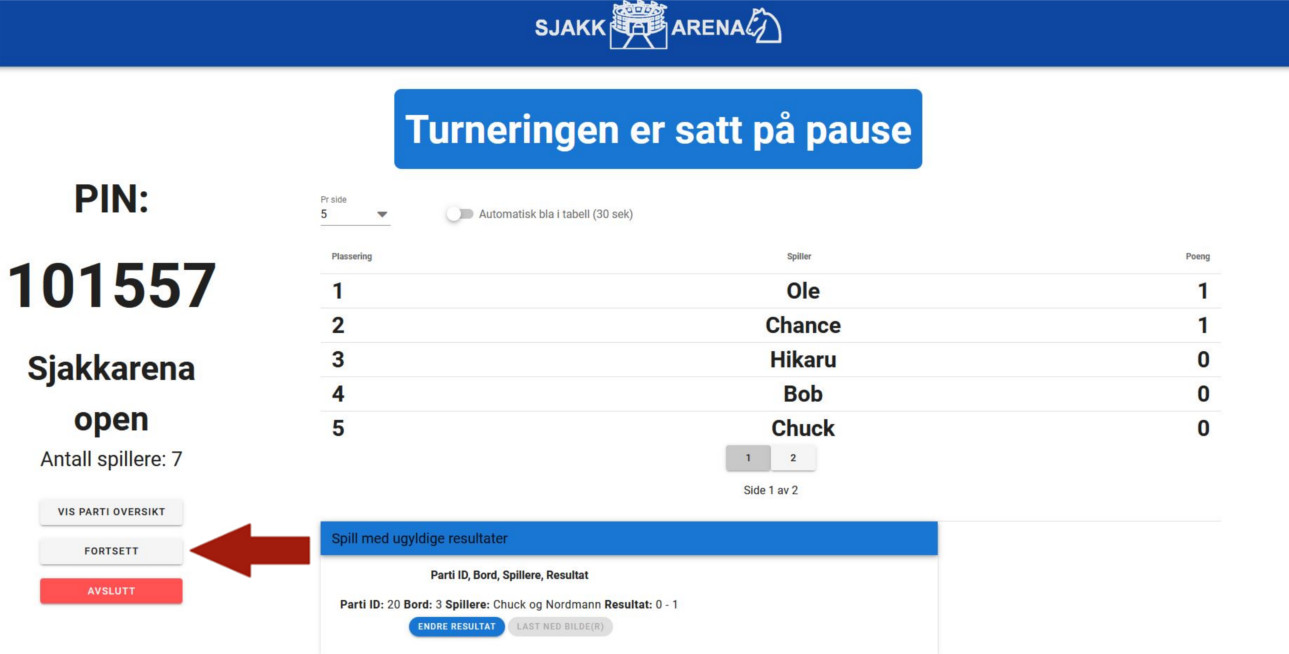 SJAKK ARENA
Turneringen er satt på pause
PIN:
101557
Sjakkarena
open
Antall spillere: 7
VIS PARTI OVERSIKT
FORTSETT
AVSLUTT
Pr side
5
Automatisk bla i tabell (30 sek)
Plassering Spiller Poeng
1 Ole 1
2 Chance 1
3 Hikaru 0
4 Bob 0
5 Chuck 0
1 2
Side 1 av 2
Spill med ugyldige resultater
Parti ID, Bord, Spillere, Resultat
Parti ID: 20 Bord: 3 Spillere: Chuck og Nordmann Resultat: 0 - 1
ENDRE RESULTAT LAST NED BILDE(R)